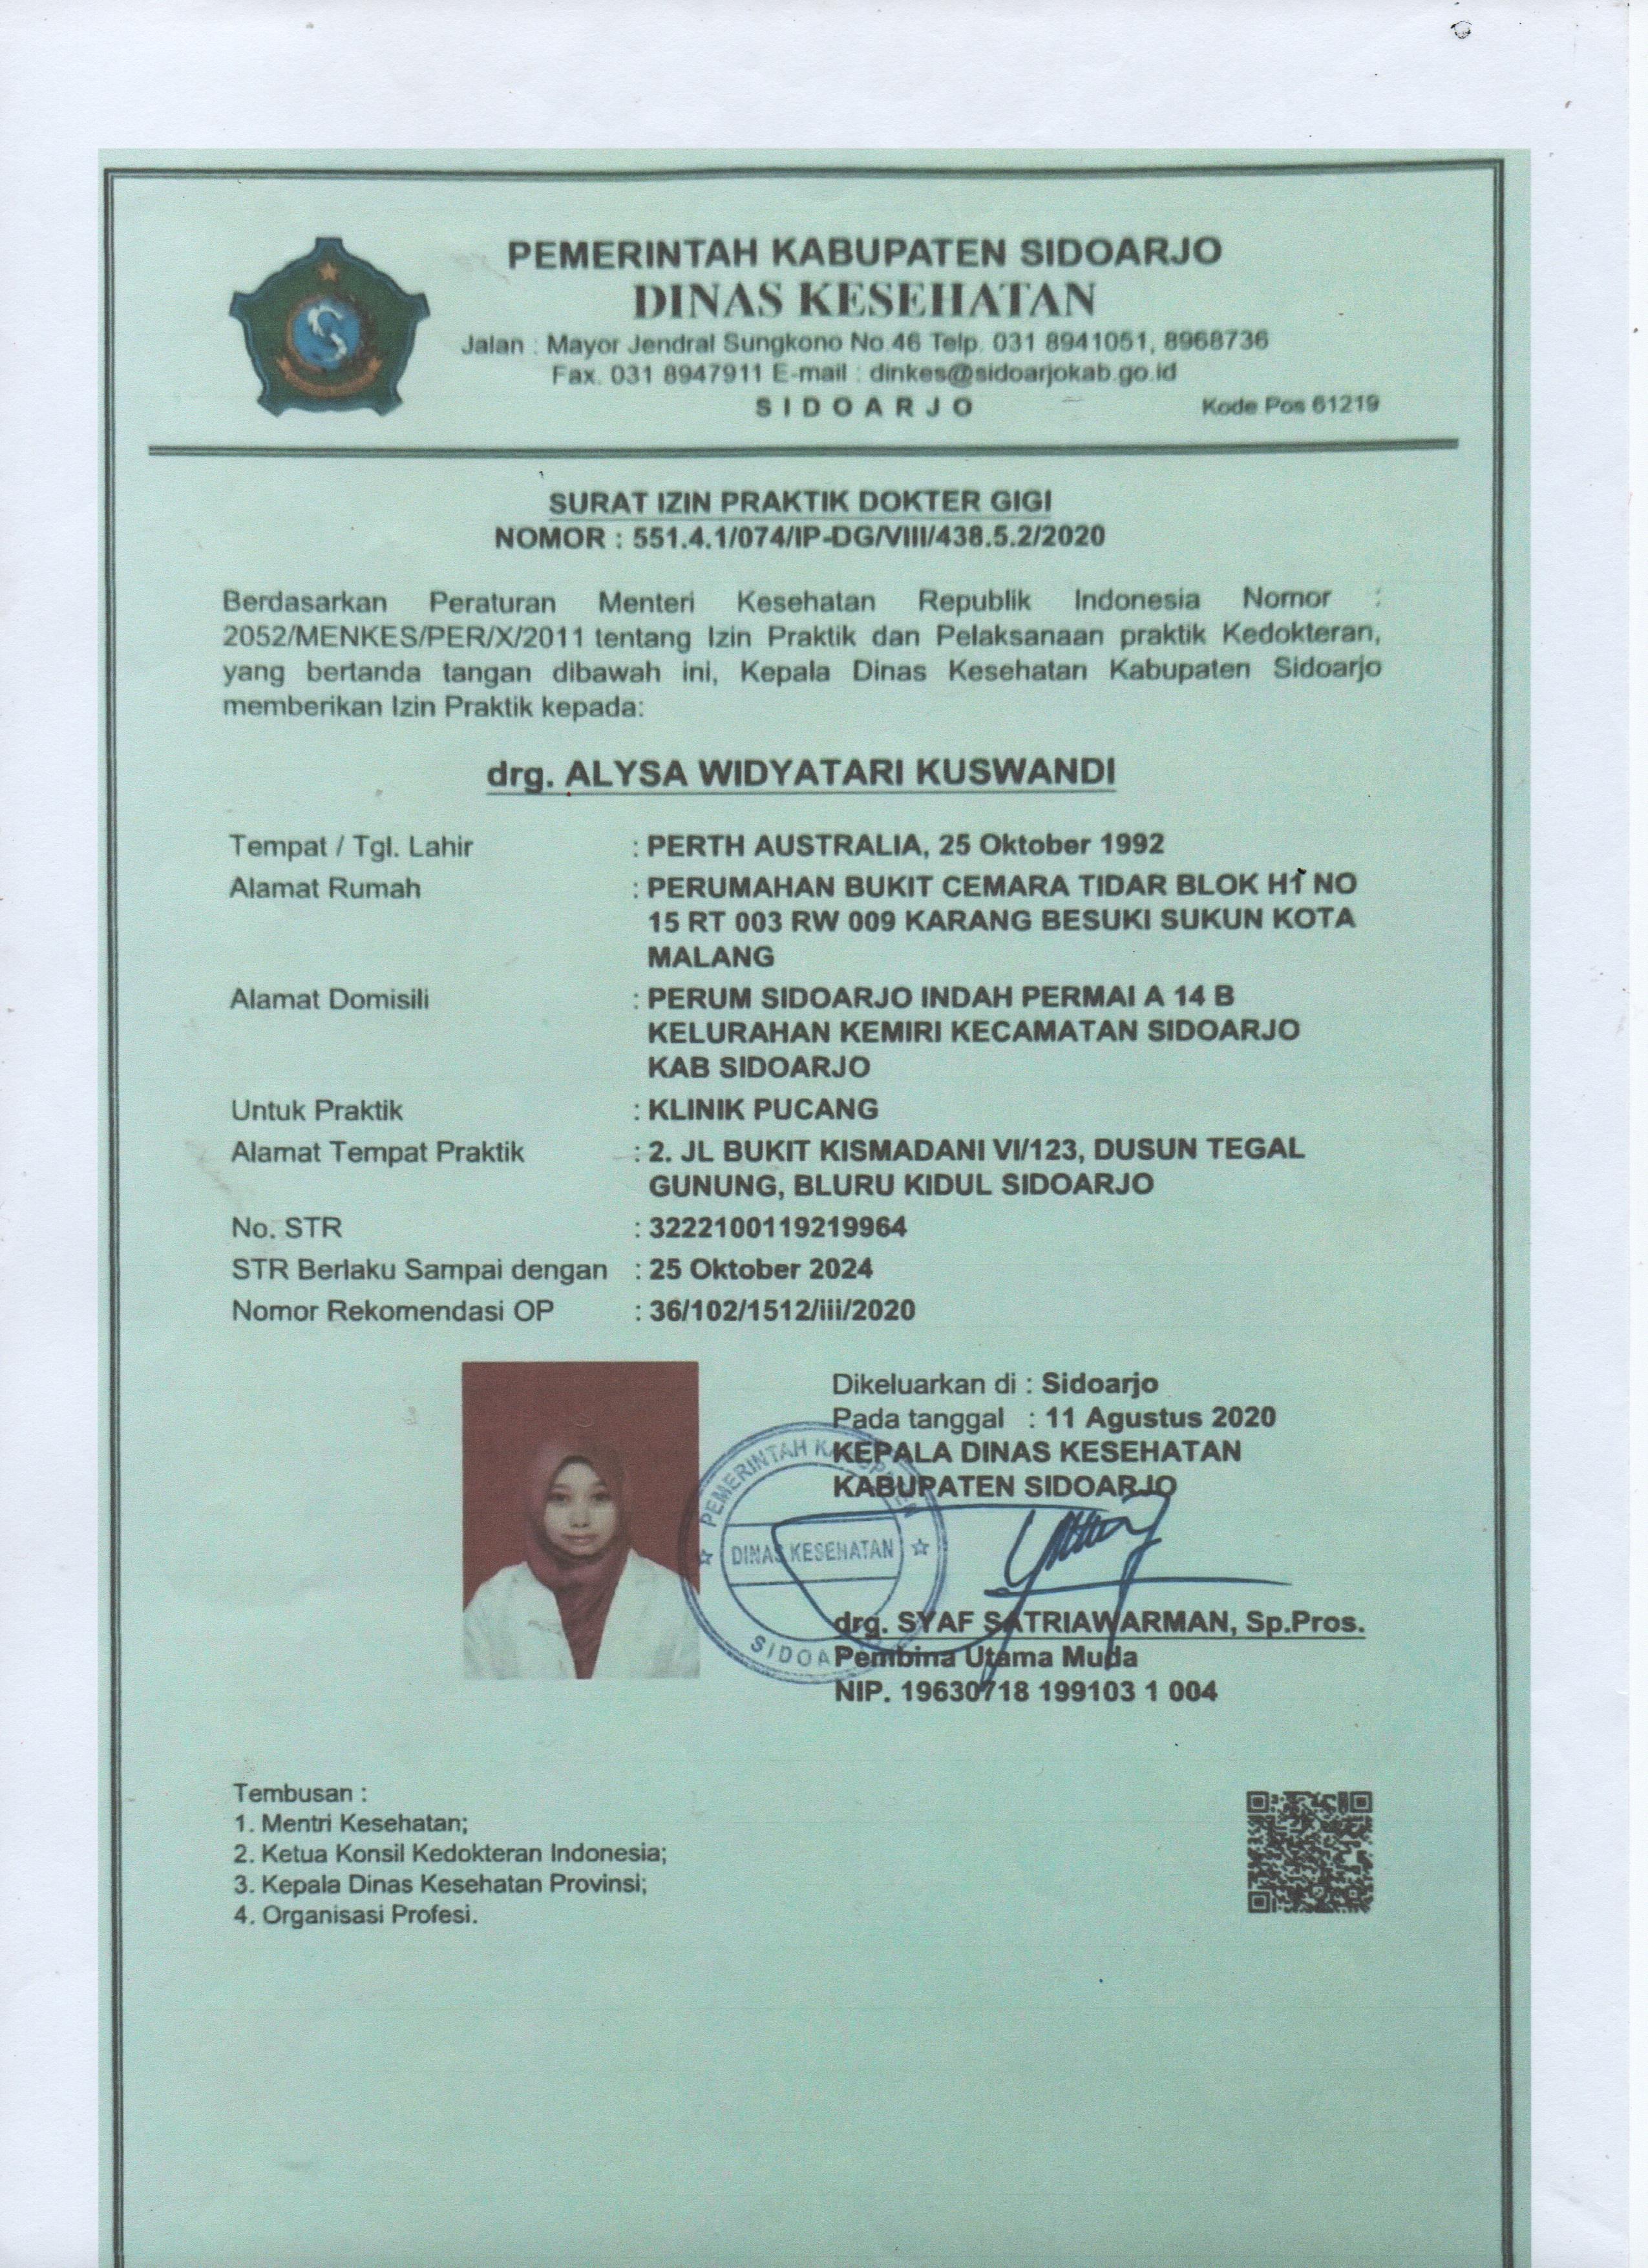 PEMERINTAH KABUPATEN SIDOARJO
DINAS KESEHATAN
Jalan : Mayor Jendral Sungkono No.46 Telp. 031 8941051, 8968736
Fax. 031 8947911 E-mail : dinkes@sidoarjokab.go.id
SIDOARJO
Kode Pos 61219
SURAT IZIN PRAKTIK DOKTER GIGI
NOMOR : 551.4.1/074/IP-DG/VIII/438.5.2/2020
Berdasarkan Peraturan Menteri Kesehatan Republik Indonesia Nomor :
2052/MENKES/PER/X/2011 tentang Izin Praktik dan Pelaksanaan praktik Kedokteran,
yang bertanda tangan dibawah ini, Kepala Dinas Kesehatan Kabupaten Sidoarjo
memberikan Izin Praktik kepada:
drg. ALYSA WIDYATARI KUSWANDI
Tempat / Tgl. Lahir : PERTH AUSTRALIA, 25 Oktober 1992
Alamat Rumah : PERUMAHAN BUKIT CEMARA TIDAR BLOK H1 NO
15 RT 003 RW 009 KARANG BESUKI SUKUN KOTA
MALANG
Alamat Domisili : PERUM SIDOARJO INDAH PERMAI A 14 B
KELURAHAN KEMIRI KECAMATAN SIDOARJO
KAB SIDOARJO
Untuk Praktik : KLINIK PUCANG
Alamat Tempat Praktik : 2. JL BUKIT KISMADANI VI/123, DUSUN TEGAL
GUNUNG, BLURU KIDUL SIDOARJO
No. STR : 3222100119219964
STR Berlaku Sampai dengan : 25 Oktober 2024
Nomor Rekomendasi OP : 36/102/1512/iii/2020
Dikeluarkan di : Sidoarjo
Pada tanggal : 11 Agustus 2020
KEPALA DINAS KESEHATAN
KABUPATEN SIDOARJO
PEMERINTAH
DINAS KESEHATAN
drg. SYAF SATRIAWARMAN, Sp.Pros.
Pembina Utama Muda
NIP. 19630718 199103 1 004
Tembusan :
1. Mentri Kesehatan;
2. Ketua Konsil Kedokteran Indonesia;
3. Kepala Dinas Kesehatan Provinsi;
4. Organisasi Profesi.